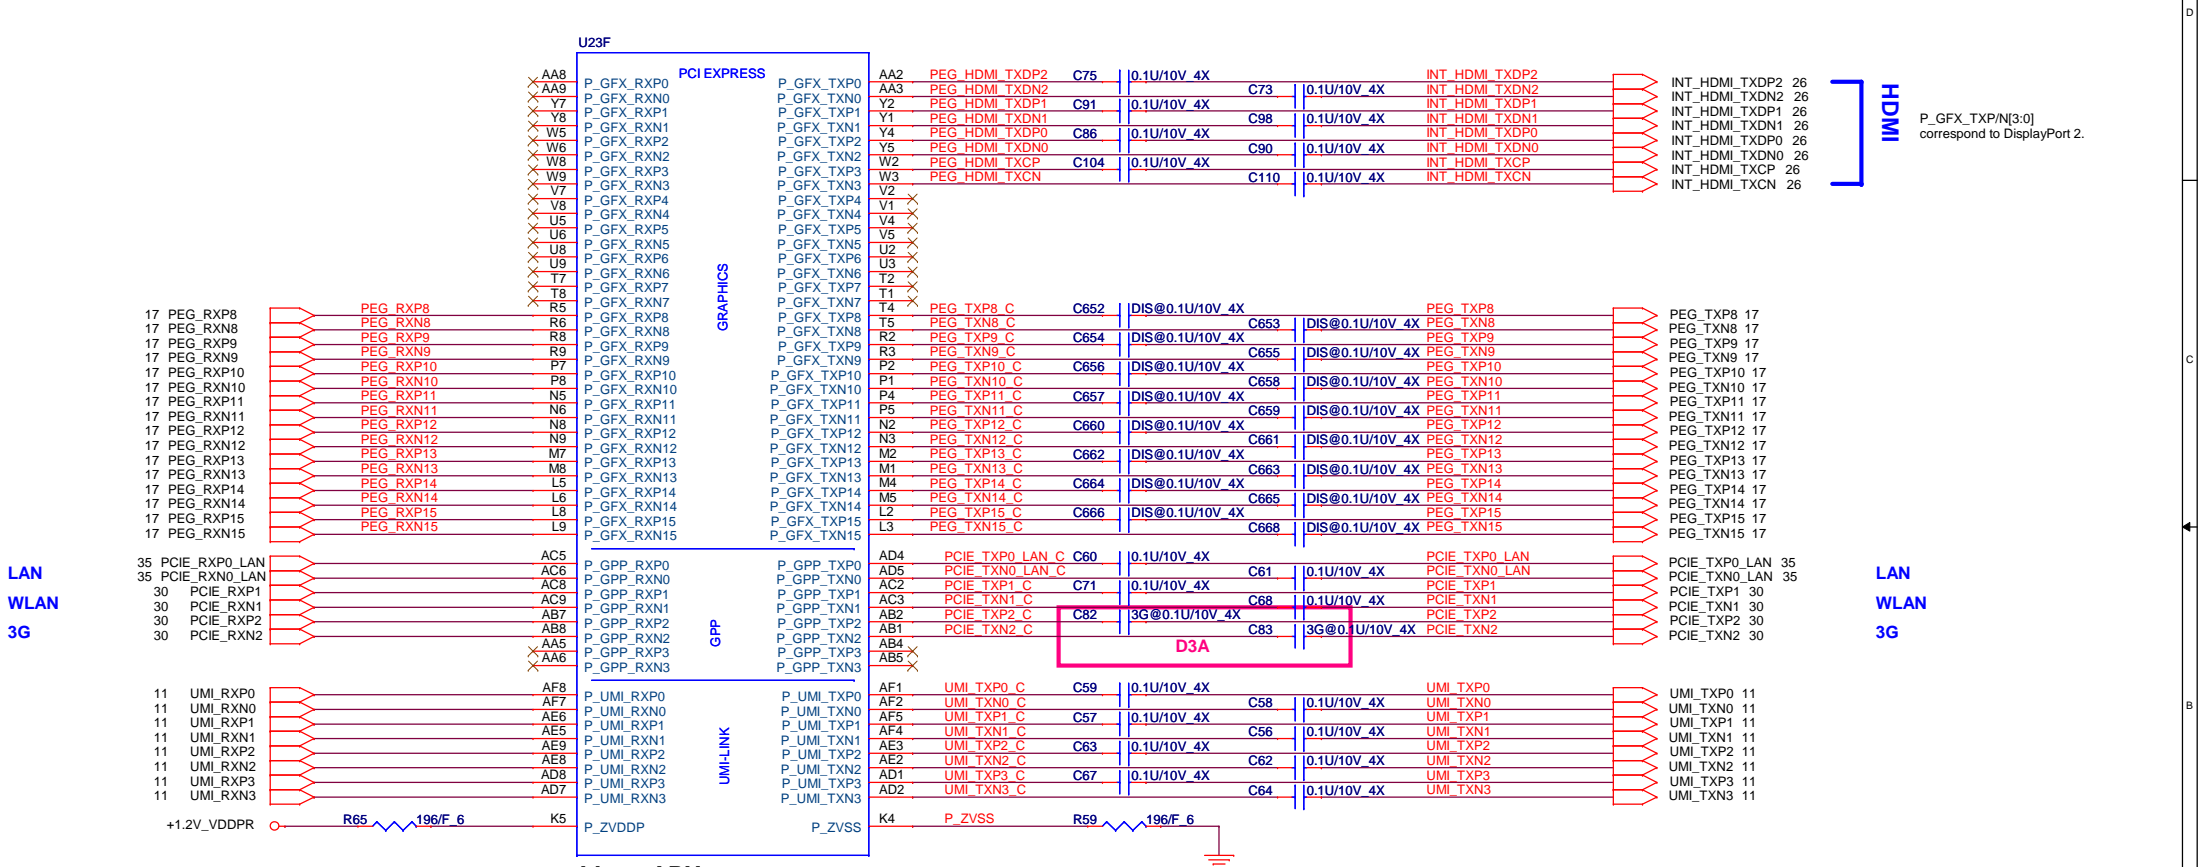 U23F
PCI EXPRESS
AA8 P_GFX_RXP0 P_GFX_TXP0 AA2 PEG_HDMI_TXDP2 C75 0.1U/10V_4X INT_HDMI_TXDP2 INT_HDMI_TXDP2 26
AA9 P_GFX_RXN0 P_GFX_TXN0 AA3 PEG_HDMI_TXDN2 C73 0.1U/10V_4X INT_HDMI_TXDN2 INT_HDMI_TXDN2 26
Y7 P_GFX_RXP1 P_GFX_TXP1 Y2 PEG_HDMI_TXDP1 C91 0.1U/10V_4X INT_HDMI_TXDP1 INT_HDMI_TXDP1 26
Y8 P_GFX_RXN1 P_GFX_TXN1 Y1 PEG_HDMI_TXDN1 C98 0.1U/10V_4X INT_HDMI_TXDN1 INT_HDMI_TXDN1 26
W5 P_GFX_RXP2 P_GFX_TXP2 Y4 PEG_HDMI_TXDP0 C86 0.1U/10V_4X INT_HDMI_TXDP0 INT_HDMI_TXDP0 26
W6 P_GFX_RXN2 P_GFX_TXN2 Y5 PEG_HDMI_TXDN0 C90 0.1U/10V_4X INT_HDMI_TXDN0 INT_HDMI_TXDN0 26
W8 P_GFX_RXP3 P_GFX_TXP3 W2 PEG_HDMI_TXCP C104 0.1U/10V_4X INT_HDMI_TXCP INT_HDMI_TXCP 26
W9 P_GFX_RXN3 P_GFX_TXN3 W3 PEG_HDMI_TXCN C110 0.1U/10V_4X INT_HDMI_TXCN INT_HDMI_TXCN 26
HDMI
P_GFX_TXP/N[3:0]
correspond to DisplayPort 2.
V7 P_GFX_RXP4 P_GFX_TXP4 V2
V8 P_GFX_RXN4 P_GFX_TXN4 V1
U5 P_GFX_RXP5 P_GFX_TXP5 V4
U6 P_GFX_RXN5 P_GFX_TXN5 V5
U8 P_GFX_RXP6 P_GFX_TXP6 U2
U9 P_GFX_RXN6 P_GFX_TXN6 U3
T7 P_GFX_RXP7 P_GFX_TXP7 T2
T8 P_GFX_RXN7 P_GFX_TXN7 T1
GRAPHICS
17 PEG_RXP8 PEG_RXP8 R5 P_GFX_RXP8 P_GFX_TXP8 T4 PEG_TXP8_C C652 DIS@0.1U/10V_4X PEG_TXP8 PEG_TXP8 17
17 PEG_RXN8 PEG_RXN8 R6 P_GFX_RXN8 P_GFX_TXN8 T5 PEG_TXN8_C C653 DIS@0.1U/10V_4X PEG_TXN8 PEG_TXN8 17
17 PEG_RXP9 PEG_RXP9 R8 P_GFX_RXP9 P_GFX_TXP9 R2 PEG_TXP9_C C654 DIS@0.1U/10V_4X PEG_TXP9 PEG_TXP9 17
17 PEG_RXN9 PEG_RXN9 R9 P_GFX_RXN9 P_GFX_TXN9 R3 PEG_TXN9_C C655 DIS@0.1U/10V_4X PEG_TXN9 PEG_TXN9 17
17 PEG_RXP10 PEG_RXP10 P7 P_GFX_RXP10 P_GFX_TXP10 P2 PEG_TXP10_C C656 DIS@0.1U/10V_4X PEG_TXP10 PEG_TXP10 17
17 PEG_RXN10 PEG_RXN10 P8 P_GFX_RXN10 P_GFX_TXN10 P1 PEG_TXN10_C C658 DIS@0.1U/10V_4X PEG_TXN10 PEG_TXN10 17
17 PEG_RXP11 PEG_RXP11 N5 P_GFX_RXP11 P_GFX_TXP11 P4 PEG_TXP11_C C657 DIS@0.1U/10V_4X PEG_TXP11 PEG_TXP11 17
17 PEG_RXN11 PEG_RXN11 N6 P_GFX_RXN11 P_GFX_TXN11 P5 PEG_TXN11_C C659 DIS@0.1U/10V_4X PEG_TXN11 PEG_TXN11 17
17 PEG_RXP12 PEG_RXP12 N8 P_GFX_RXP12 P_GFX_TXP12 N2 PEG_TXP12_C C660 DIS@0.1U/10V_4X PEG_TXP12 PEG_TXP12 17
17 PEG_RXN12 PEG_RXN12 N9 P_GFX_RXN12 P_GFX_TXN12 N3 PEG_TXN12_C C661 DIS@0.1U/10V_4X PEG_TXN12 PEG_TXN12 17
17 PEG_RXP13 PEG_RXP13 M7 P_GFX_RXP13 P_GFX_TXP13 M2 PEG_TXP13_C C662 DIS@0.1U/10V_4X PEG_TXP13 PEG_TXP13 17
17 PEG_RXN13 PEG_RXN13 M8 P_GFX_RXN13 P_GFX_TXN13 M1 PEG_TXN13_C C663 DIS@0.1U/10V_4X PEG_TXN13 PEG_TXN13 17
17 PEG_RXP14 PEG_RXP14 L5 P_GFX_RXP14 P_GFX_TXP14 M4 PEG_TXP14_C C664 DIS@0.1U/10V_4X PEG_TXP14 PEG_TXP14 17
17 PEG_RXN14 PEG_RXN14 L6 P_GFX_RXN14 P_GFX_TXN14 M5 PEG_TXN14_C C665 DIS@0.1U/10V_4X PEG_TXN14 PEG_TXN14 17
17 PEG_RXP15 PEG_RXP15 L8 P_GFX_RXP15 P_GFX_TXP15 L2 PEG_TXP15_C C666 DIS@0.1U/10V_4X PEG_TXP15 PEG_TXP15 17
17 PEG_RXN15 PEG_RXN15 L9 P_GFX_RXN15 P_GFX_TXN15 L3 PEG_TXN15_C C668 DIS@0.1U/10V_4X PEG_TXN15 PEG_TXN15 17
35 PCIE_RXP0_LAN AC5 P_GPP_RXP0 P_GPP_TXP0 AD4 PCIE_TXP0_LAN_C C60 0.1U/10V_4X PCIE_TXP0_LAN PCIE_TXP0_LAN 35
LAN 35 PCIE_RXN0_LAN AC6 P_GPP_RXN0 P_GPP_TXN0 AD5 PCIE_TXN0_LAN_C C61 0.1U/10V_4X PCIE_TXN0_LAN PCIE_TXN0_LAN 35 LAN
30 PCIE_RXP1 AC8 P_GPP_RXP1 P_GPP_TXP1 AC2 PCIE_TXP1_C C71 0.1U/10V_4X PCIE_TXP1 PCIE_TXP1 30
WLAN 30 PCIE_RXN1 AC9 P_GPP_RXN1 P_GPP_TXN1 AC3 PCIE_TXN1_C C68 0.1U/10V_4X PCIE_TXN1 PCIE_TXN1 30 WLAN
30 PCIE_RXP2 AB7 P_GPP_RXP2 P_GPP_TXP2 AB2 PCIE_TXP2_C C82 3G@0.1U/10V_4X PCIE_TXP2 PCIE_TXP2 30
3G 30 PCIE_RXN2 AB8 P_GPP_RXN2 P_GPP_TXN2 AB1 PCIE_TXN2_C C83 3G@0.1U/10V_4X PCIE_TXN2 PCIE_TXN2 30 3G
AA5 P_GPP_RXP3 P_GPP_TXP3 AB4 D3A
AA6 P_GPP_RXN3 P_GPP_TXN3 AB5
GPP
11 UMI_RXP0 AF8 P_UMI_RXP0 P_UMI_TXP0 AF1 UMI_TXP0_C C59 0.1U/10V_4X UMI_TXP0 UMI_TXP0 11
11 UMI_RXN0 AF7 P_UMI_RXN0 P_UMI_TXN0 AF2 UMI_TXN0_C C58 0.1U/10V_4X UMI_TXN0 UMI_TXN0 11
11 UMI_RXP1 AE6 P_UMI_RXP1 P_UMI_TXP1 AF5 UMI_TXP1_C C57 0.1U/10V_4X UMI_TXP1 UMI_TXP1 11
11 UMI_RXN1 AE5 P_UMI_RXN1 P_UMI_TXN1 AF4 UMI_TXN1_C C56 0.1U/10V_4X UMI_TXN1 UMI_TXN1 11
11 UMI_RXP2 AE9 P_UMI_RXP2 P_UMI_TXP2 AE3 UMI_TXP2_C C63 0.1U/10V_4X UMI_TXP2 UMI_TXP2 11
11 UMI_RXN2 AE8 P_UMI_RXN2 P_UMI_TXN2 AE2 UMI_TXN2_C C62 0.1U/10V_4X UMI_TXN2 UMI_TXN2 11
11 UMI_RXP3 AD8 P_UMI_RXP3 P_UMI_TXP3 AD1 UMI_TXP3_C C67 0.1U/10V_4X UMI_TXP3 UMI_TXP3 11
11 UMI_RXN3 AD7 P_UMI_RXN3 P_UMI_TXN3 AD2 UMI_TXN3_C C64 0.1U/10V_4X UMI_TXN3 UMI_TXN3 11
UMI-LINK
+1.2V_VDDPR R65 196/F_6 K5 P_ZVDDP P_ZVSS K4 P_ZVSS R59 196/F_6
D
C
B